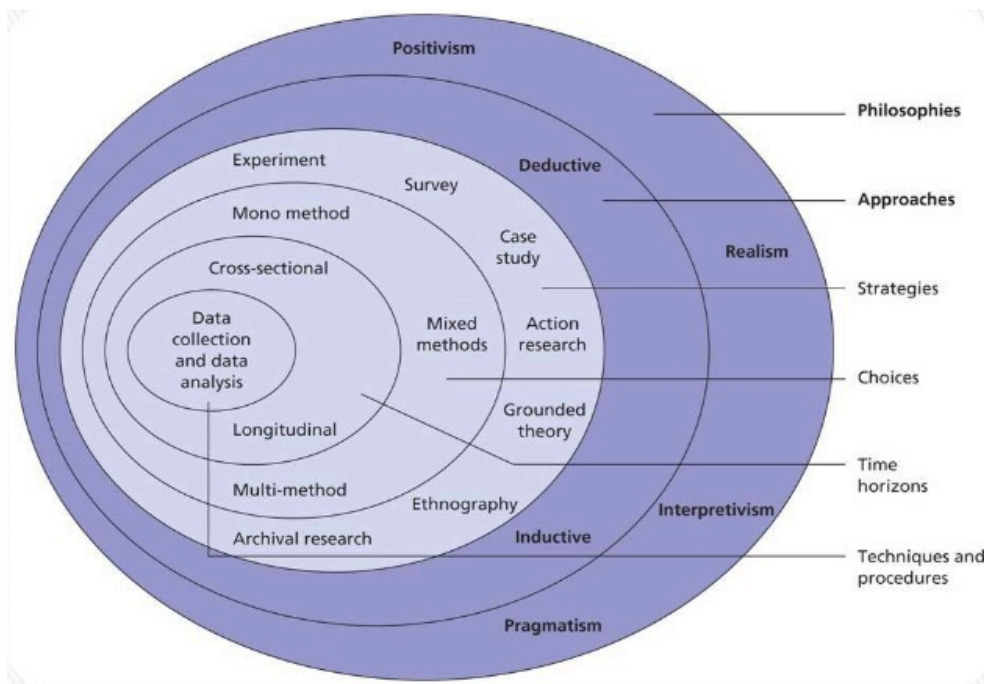 Positivism
Philosophies
Deductive
Approaches
Experiment
Survey
Mono method
Case
study
Realism
Cross-sectional
Strategies
Data
collection
and data
analysis
Mixed
methods
Action
research
Choices
Grounded
theory
Longitudinal
Time
horizons
Multi-method
Ethnography
Interpretivism
Archival research
Inductive
Techniques and
procedures
Pragmatism